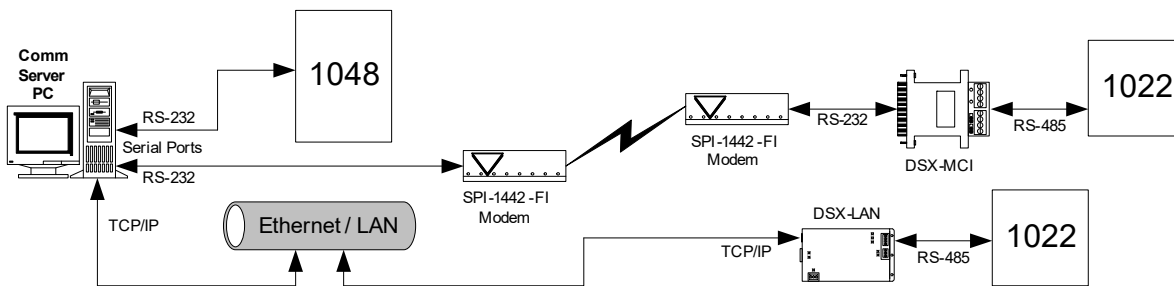 Comm
Server
PC
1048
RS-232
Serial Ports
RS-232
SPI-1442-FI
Modem
SPI-1442-FI
Modem
RS-232
DSX-MCI
RS-485
1022
TCP/IP
Ethernet / LAN
TCP/IP
DSX-LAN
RS-485
1022